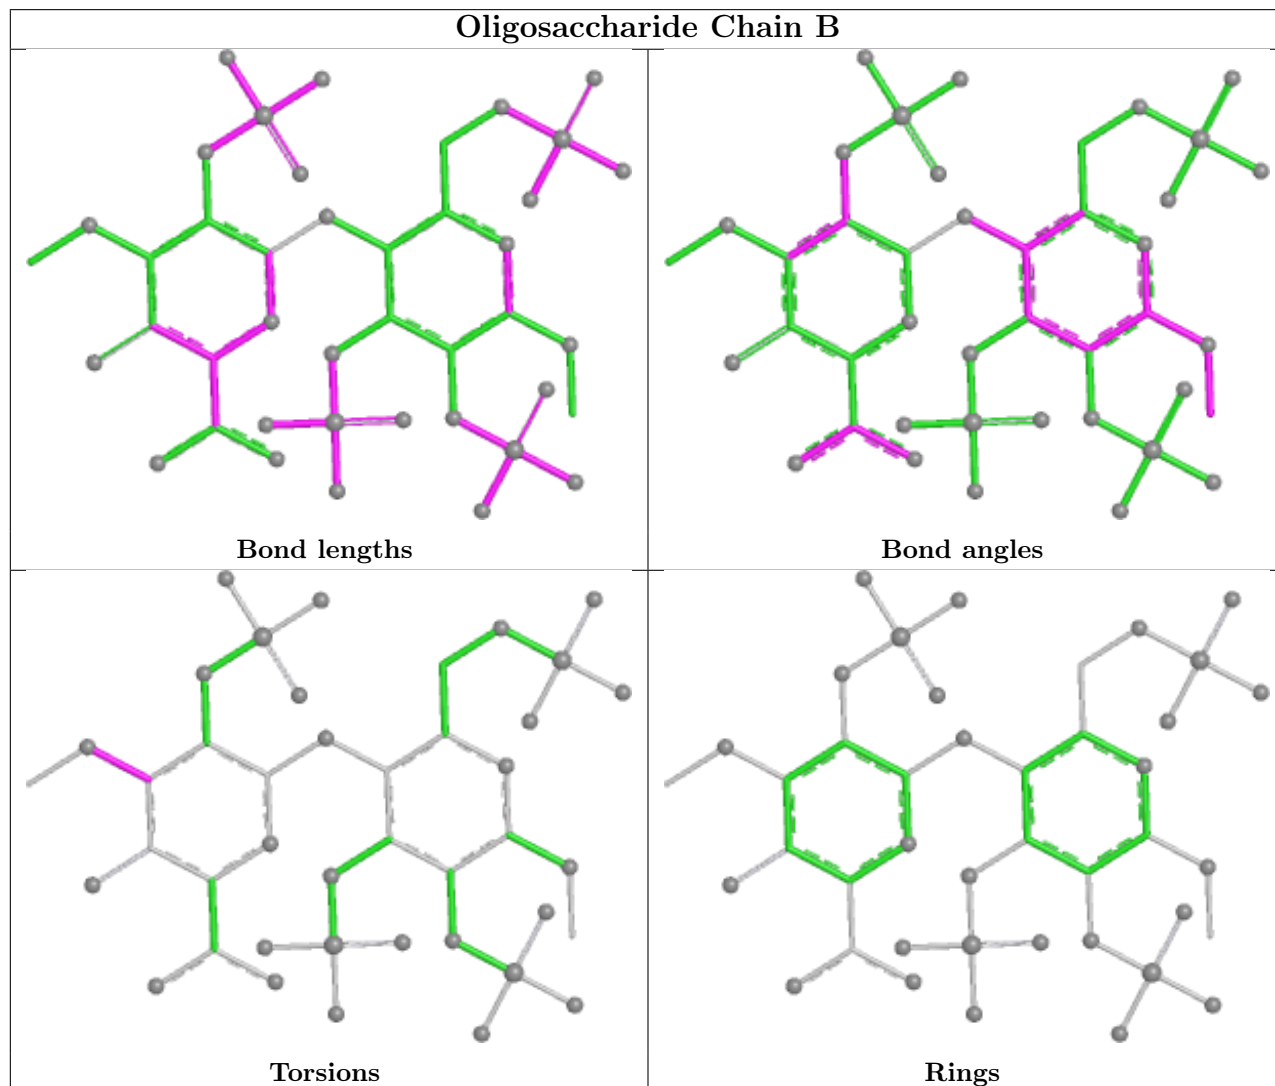 Oligosaccharide Chain B
Bond lengths
Bond angles
Torsions
Rings